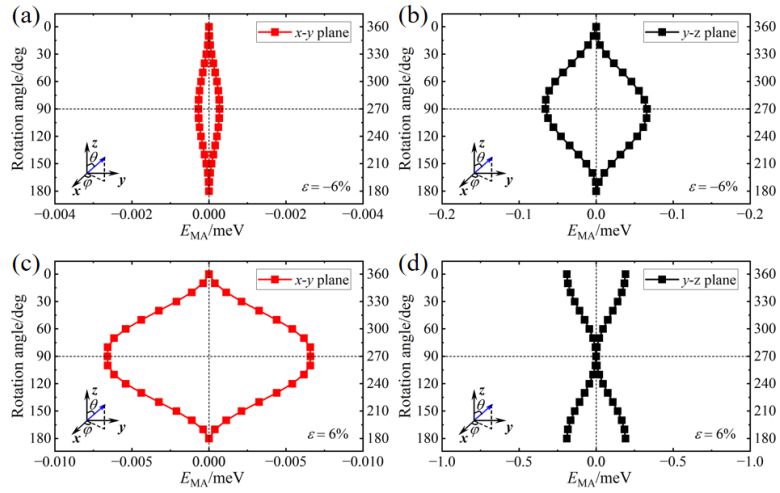 (a)
0
30
60
90
120
150
180
Rotation angle/deg
x-y plane
360
330
300
270
240
210
180
z
θ
φ
x
y
ε = −6%
−0.004
−0.002
0.000
−0.002
−0.004
E_MA/meV
(b)
0
30
60
90
120
150
180
Rotation angle/deg
y-z plane
360
330
300
270
240
210
180
z
θ
φ
x
y
ε = −6%
−0.2
−0.1
0.0
−0.1
−0.2
E_MA/meV
(c)
0
30
60
90
120
150
180
Rotation angle/deg
x-y plane
360
330
300
270
240
210
180
z
θ
φ
x
y
ε = 6%
−0.010
−0.005
0.000
−0.005
−0.010
E_MA/meV
(d)
0
30
60
90
120
150
180
Rotation angle/deg
y-z plane
360
330
300
270
240
210
180
z
θ
φ
x
y
ε = 6%
−1.0
−0.5
0.0
−0.5
−1.0
E_MA/meV